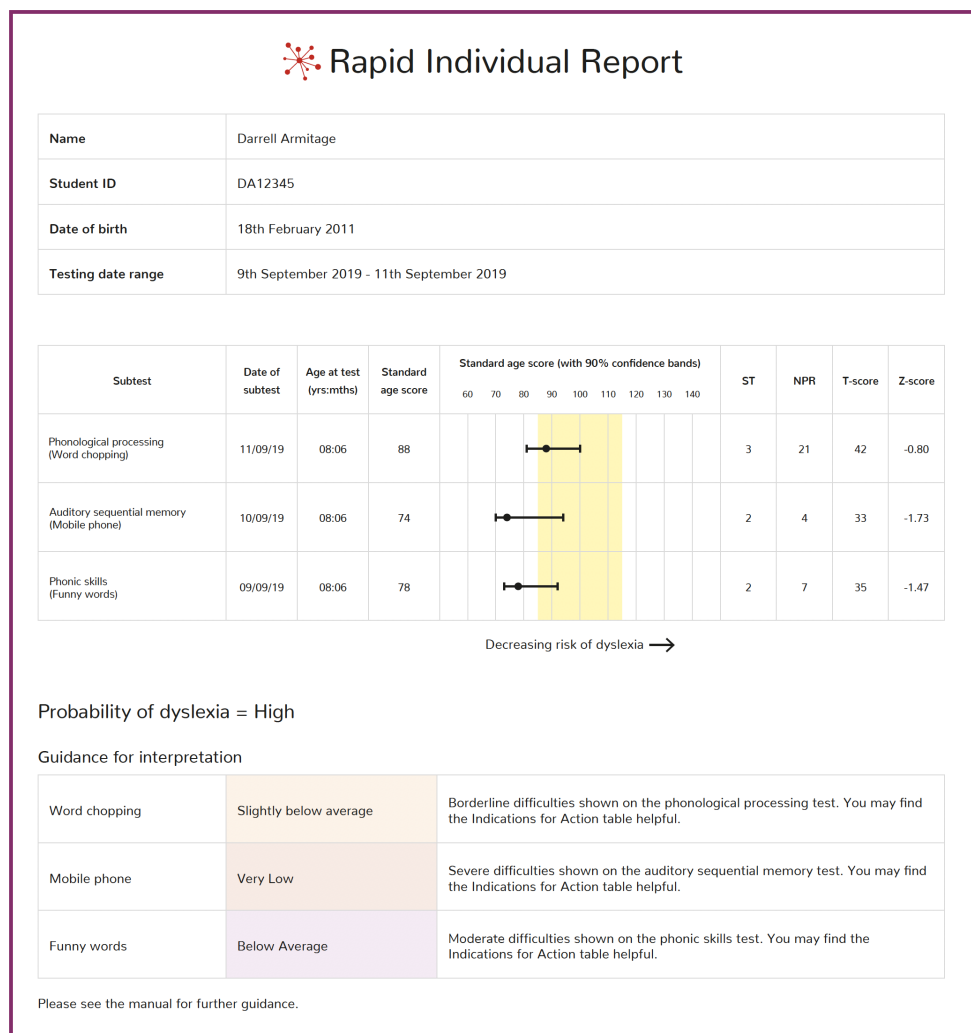 Rapid Individual Report
Name Darrell Armitage
Student ID DA12345
Date of birth 18th February 2011
Testing date range 9th September 2019 - 11th September 2019
Subtest Date of subtest Age at test (yrs:mths) Standard age score Standard age score (with 90% confidence bands) ST NPR T-score Z-score
60 70 80 90 100 110 120 130 140
Phonological processing
(Word chopping) 11/09/19 08:06 88 3 21 42 -0.80
Auditory sequential memory
(Mobile phone) 10/09/19 08:06 74 2 4 33 -1.73
Phonic skills
(Funny words) 09/09/19 08:06 78 2 7 35 -1.47
Decreasing risk of dyslexia
Probability of dyslexia = High
Guidance for interpretation
Word chopping Slightly below average Borderline difficulties shown on the phonological processing test. You may find
the Indications for Action table helpful.
Mobile phone Very Low Severe difficulties shown on the auditory sequential memory test. You may find
the Indications for Action table helpful.
Funny words Below Average Moderate difficulties shown on the phonic skills test. You may find the
Indications for Action table helpful.
Please see the manual for further guidance.